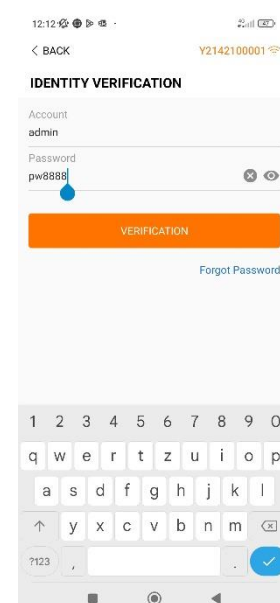 12:12
BACK
Y2142100001
IDENTITY VERIFICATION
Account
admin
Password
pw8888
VERIFICATION
Forgot Password
1 2 3 4 5 6 7 8 9 0
q w e r t z u i o p
a s d f g h j k l
y x c v b n m
?123 , .